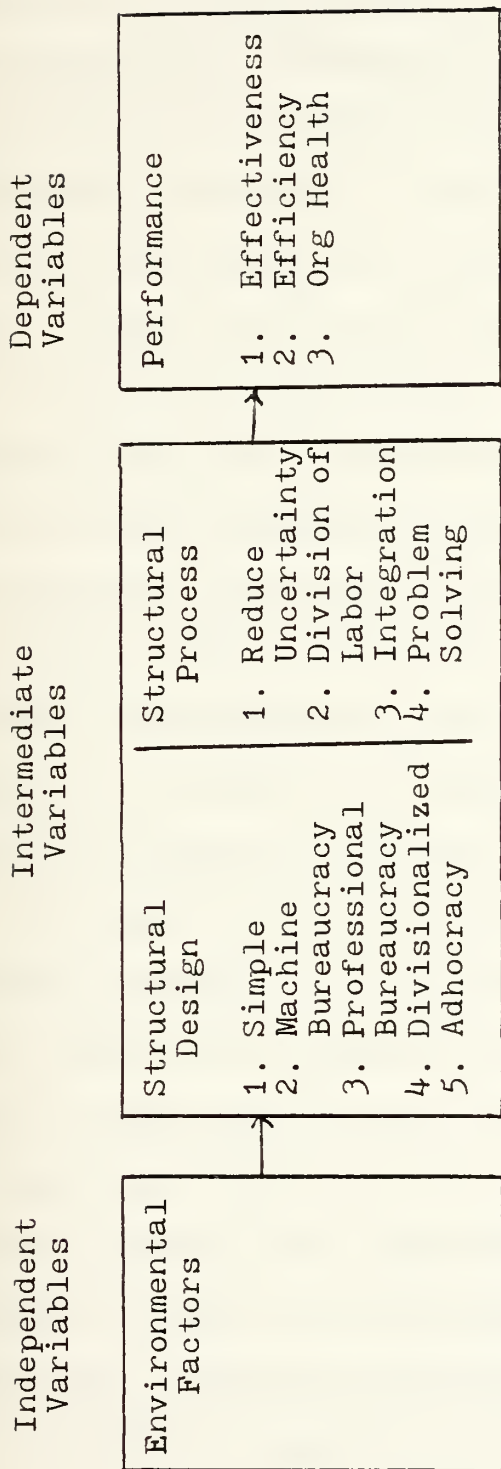 Independent
Variables
Environmental
Factors
Intermediate
Variables
Structural
Design
1. Simple
2. Machine
Bureaucracy
3. Professional
Bureaucracy
4. Divisionalized
5. Adhocracy
Structural
Process
1. Reduce
Uncertainty
2. Division of
Labor
3. Integration
4. Problem
Solving
Dependent
Variables
Performance
1. Effectiveness
2. Efficiency
3. Org Health